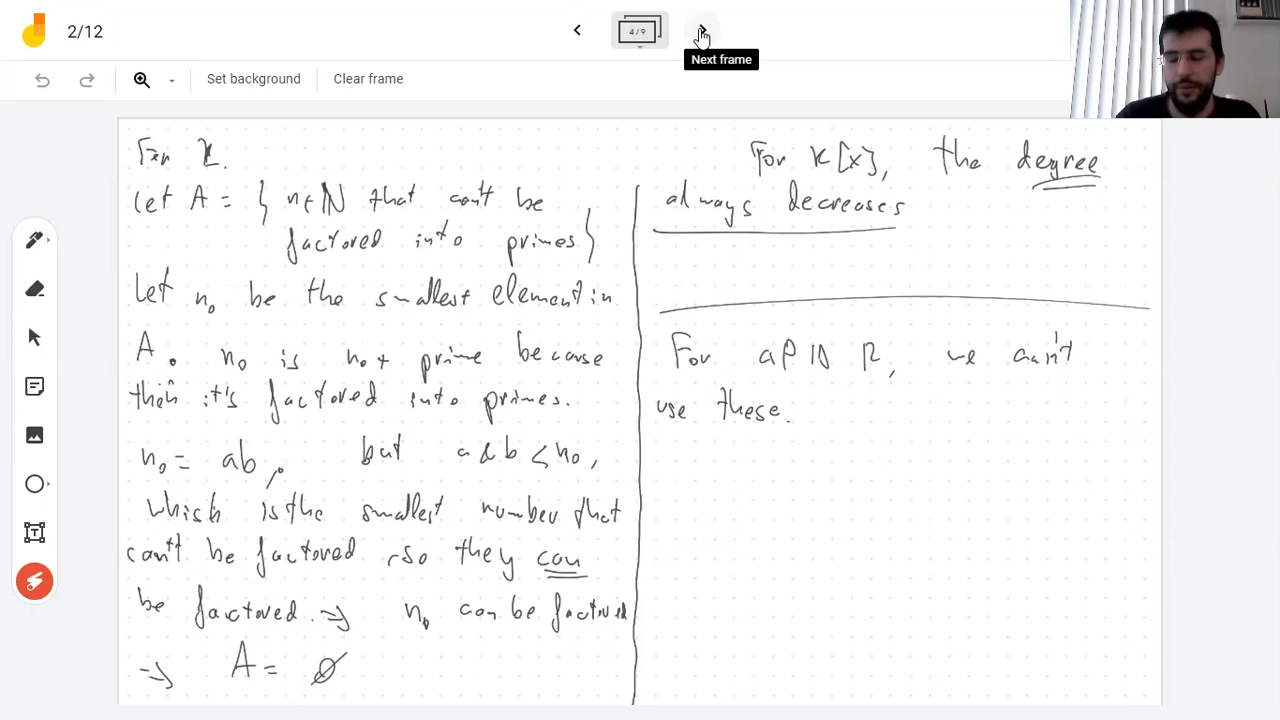 2/12
4/9
Next frame
Set background
Clear frame
For Z.
Let A = { n∈ℕ that can't be
factored into primes }
Let n₀ be the smallest element in
A. n₀ is not prime because
then it's factored into primes.
n₀ = ab, but a & b < n₀,
which is the smallest number that
can't be factored, so they can
be factored. ⇒ n₀ can be factored
⇒ A = ∅
For K[x], the degree
always decreases
For a PID R, we can't
use these.